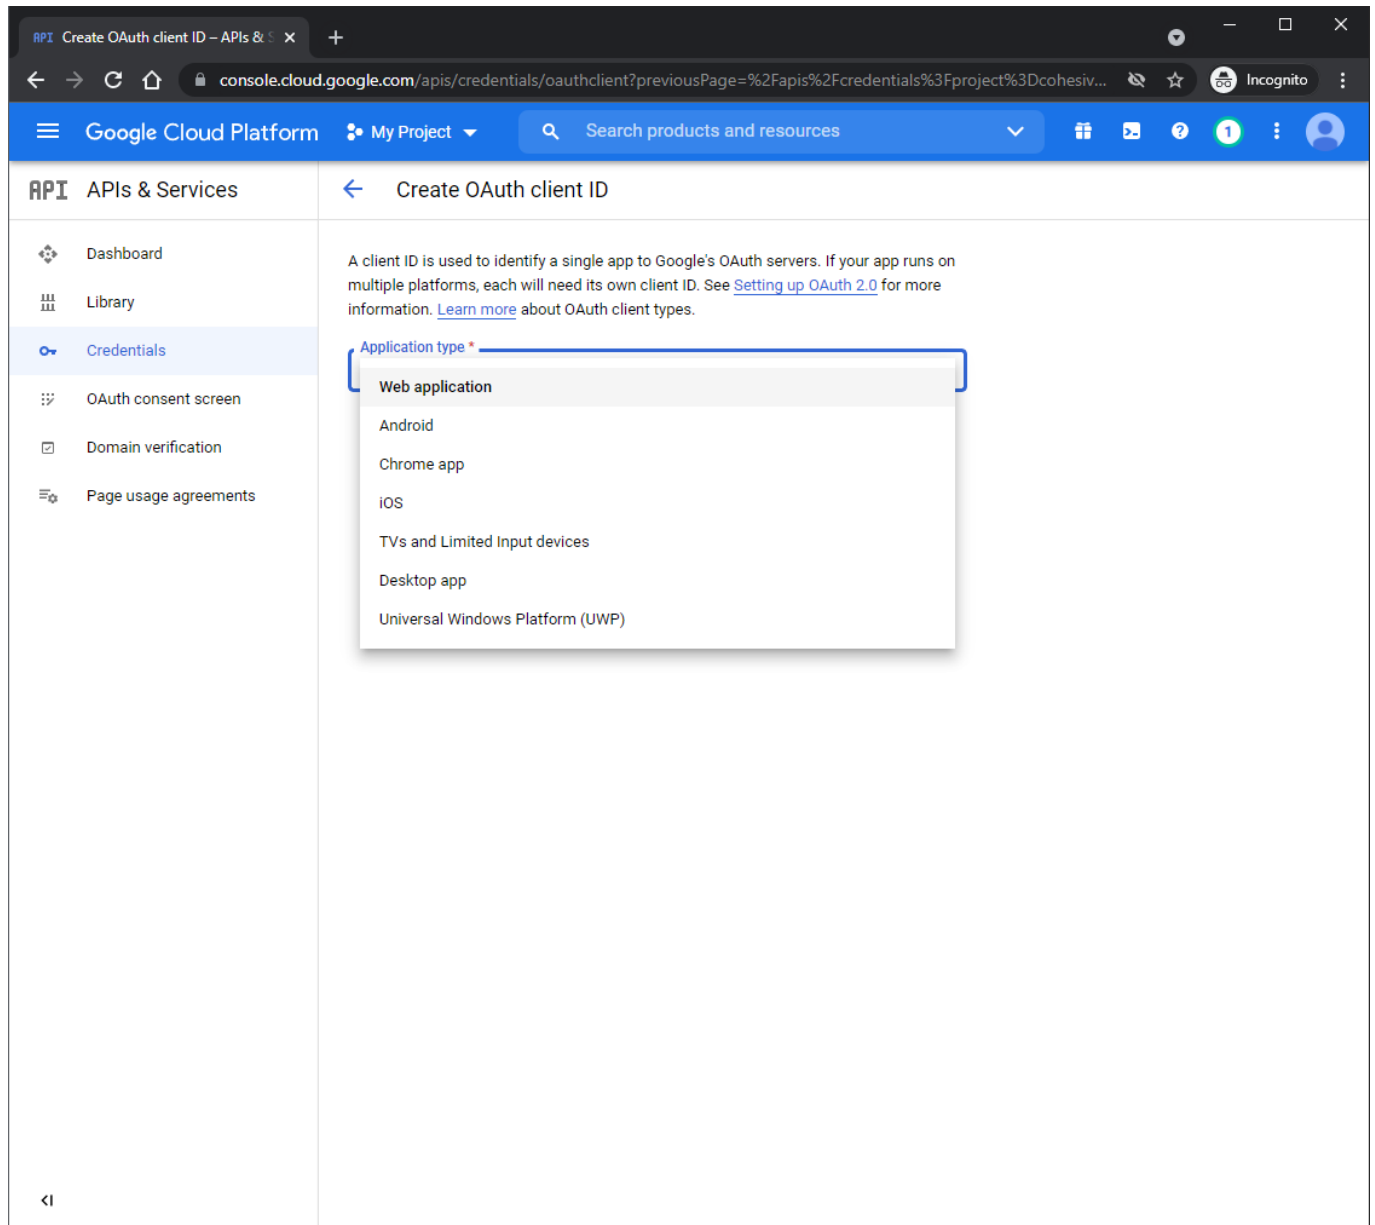 API Create OAuth client ID – APIs & S
console.cloud.google.com/apis/credentials/oauthclient?previousPage=%2Fapis%2Fcredentials%3Fproject%3Dcohesiv...
Incognito
Google Cloud Platform
My Project
Search products and resources
1
API APIs & Services
Create OAuth client ID
Dashboard
Library
Credentials
OAuth consent screen
Domain verification
Page usage agreements
A client ID is used to identify a single app to Google's OAuth servers. If your app runs on
multiple platforms, each will need its own client ID. See Setting up OAuth 2.0 for more
information. Learn more about OAuth client types.
Application type *
Web application
Android
Chrome app
iOS
TVs and Limited Input devices
Desktop app
Universal Windows Platform (UWP)